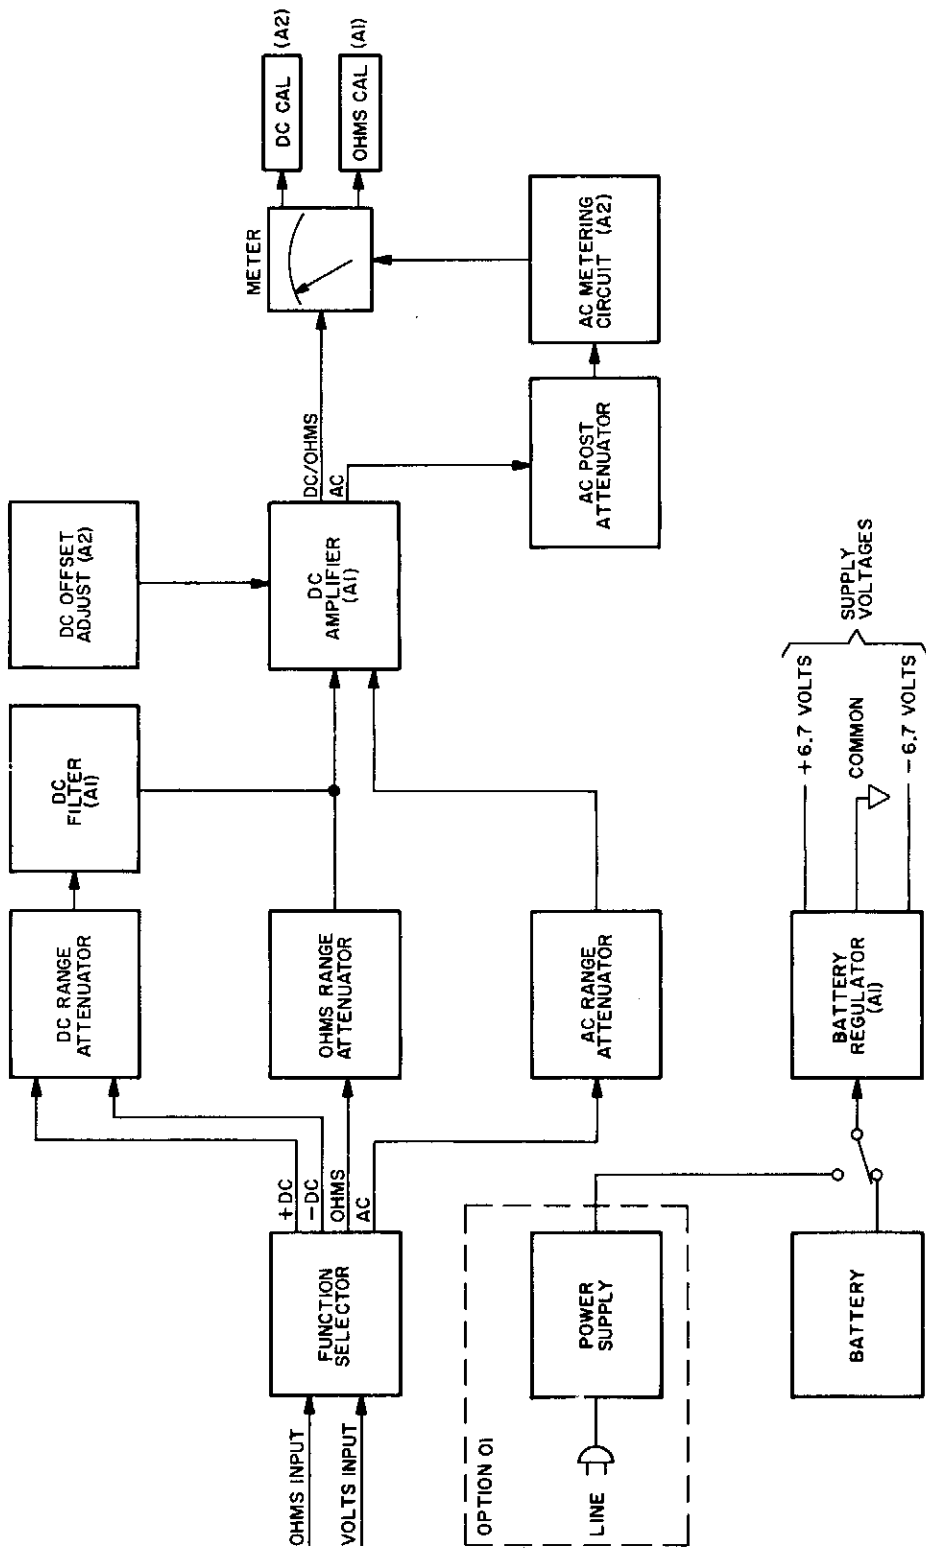 OHMS INPUT
VOLTS INPUT
FUNCTION
SELECTOR
+DC
-DC
OHMS
AC
DC RANGE
ATTENUATOR
DC
FILTER
(A1)
DC OFFSET
ADJUST (A2)
OHMS RANGE
ATTENUATOR
AC RANGE
ATTENUATOR
DC
AMPLIFIER
(A1)
DC/OHMS
AC
METER
DC CAL
(A2)
OHMS CAL
(A1)
AC POST
ATTENUATOR
AC METERING
CIRCUIT (A2)
OPTION 01
LINE
POWER
SUPPLY
BATTERY
BATTERY
REGULATOR
(A1)
+6.7 VOLTS
COMMON
-6.7 VOLTS
SUPPLY
VOLTAGES